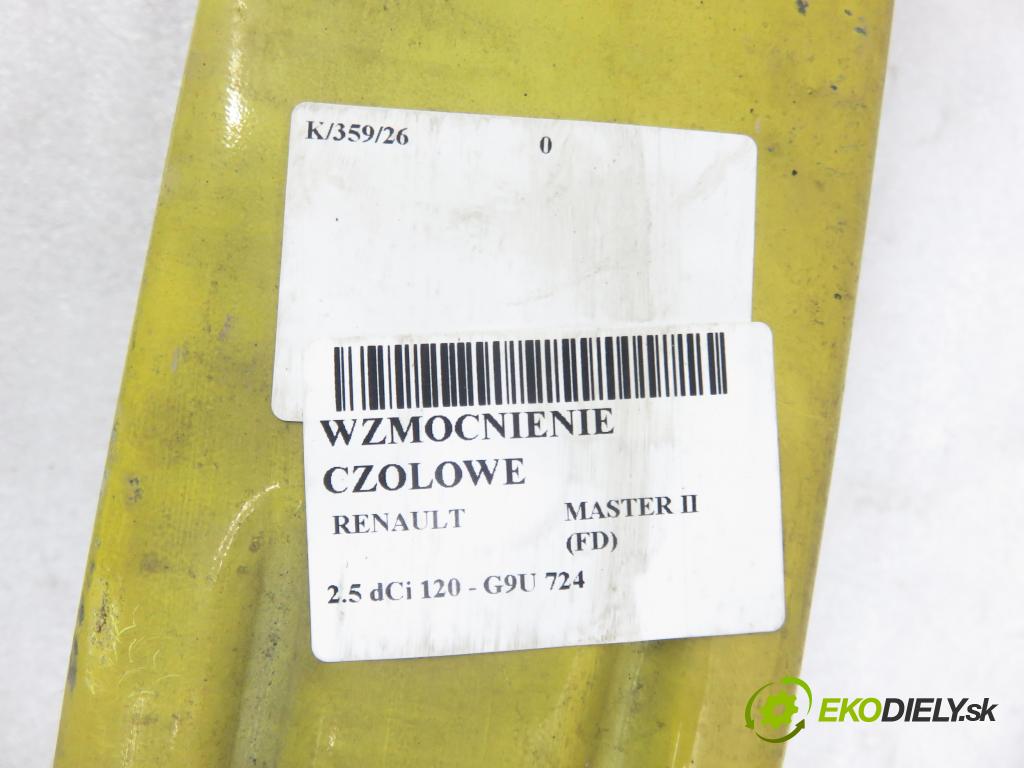 K/359/26 0
WZMOCNIENIE
CZOLOWE
RENAULT MASTER II
(FD)
2.5 dCi 120 - G9U 724
EKODIELY.sk